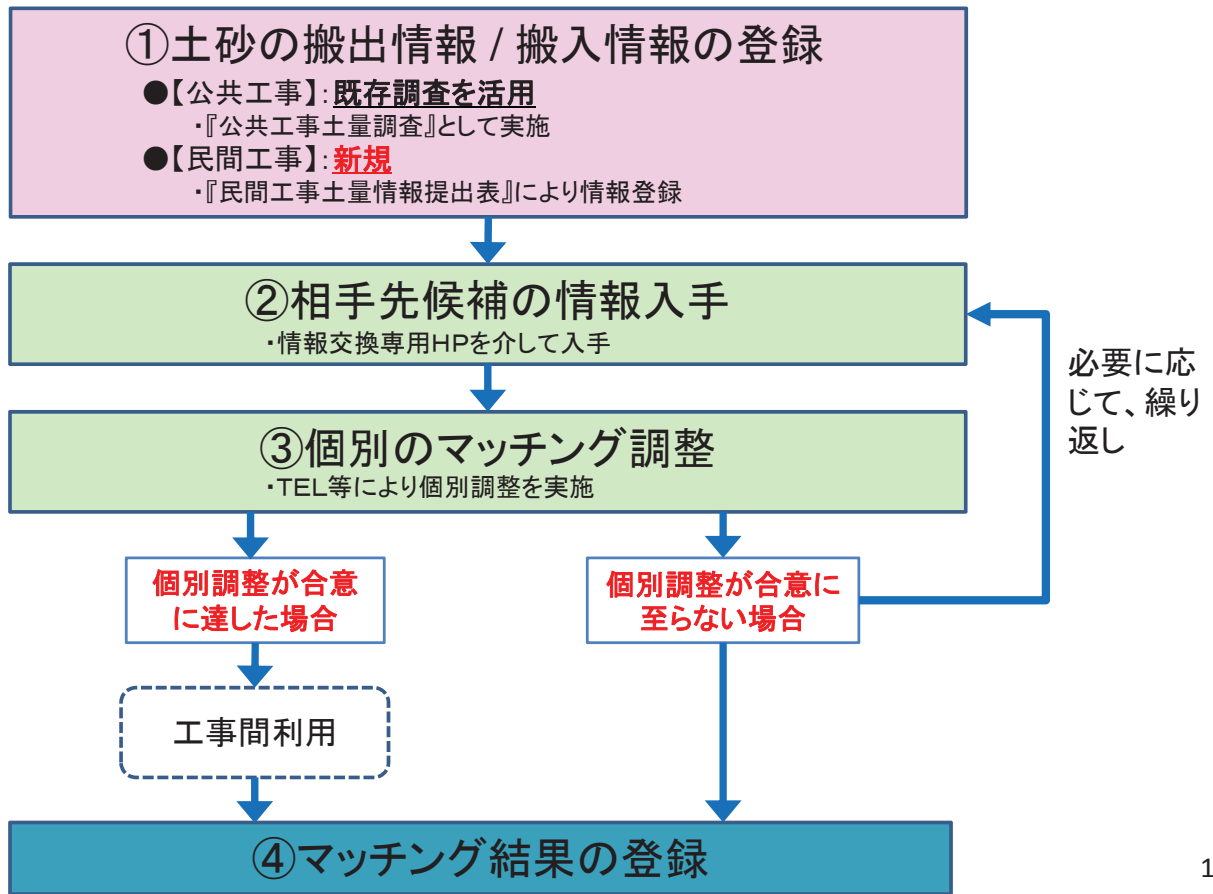 ①土砂の搬出情報 / 搬入情報の登録
●【公共工事】：既存調査を活用
・『公共工事土量調査』として実施
●【民間工事】：新規
・『民間工事土量情報提出表』により情報登録
②相手先候補の情報入手
・情報交換専用HPを介して入手
③個別のマッチング調整
・TEL等により個別調整を実施
必要に応
じて、繰り
返し
個別調整が合意
に達した場合
個別調整が合意に
至らない場合
工事間利用
④マッチング結果の登録
1